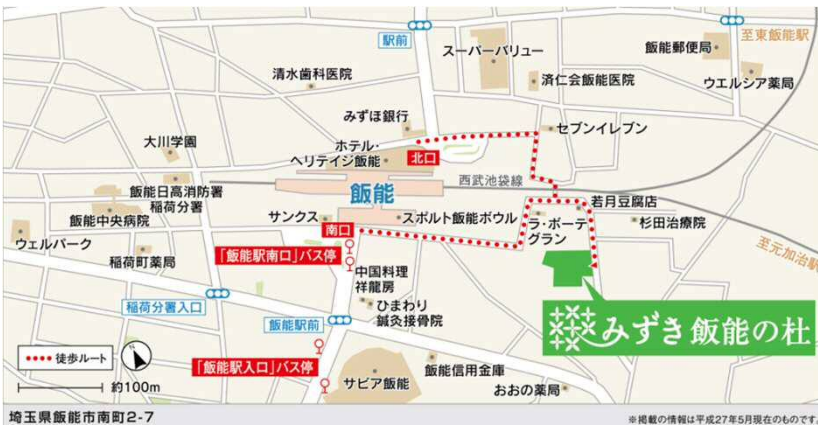 駅前
至東飯能駅
スーパーバリュー
飯能郵便局
清水歯科医院
済仁会飯能医院
ウエルシア薬局
みずほ銀行
セブンイレブン
大川学園
ホテル・
ヘリテイジ飯能
北口
西武池袋線
飯能
飯能日高消防署
稲荷分署
若月豆腐店
飯能中央病院
サンクス
スポルト飯能ボウル
ラ・ボーテ
グラン
杉田治療院
ウェルパーク
南口
至元加治駅
稲荷町薬局
「飯能駅南口」バス停
中国料理
祥龍房
稲荷分署入口
ひまわり
鍼灸接骨院
飯能駅前
みずき飯能の杜
徒歩ルート
N
「飯能駅入口」バス停
飯能信用金庫
約100m
サビア飯能
おおの薬局
埼玉県飯能市南町2-7
※掲載の情報は平成27年5月現在のものです。